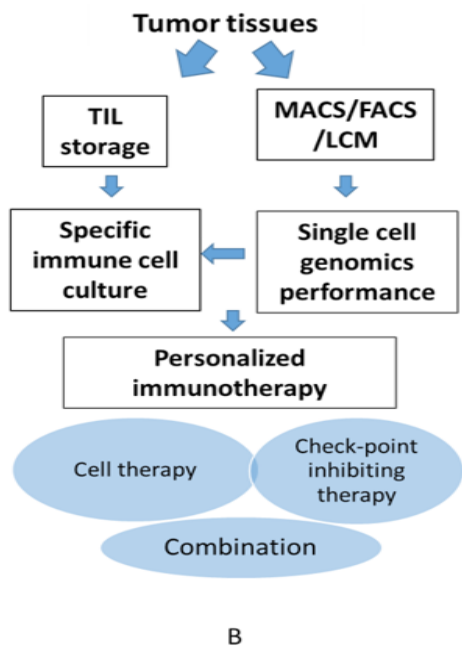 Tumor tissues
TIL
storage
MACS/FACS
/LCM
Specific
immune cell
culture
Single cell
genomics
performance
Personalized
immunotherapy
Cell therapy
Check-point
inhibiting
therapy
Combination
B